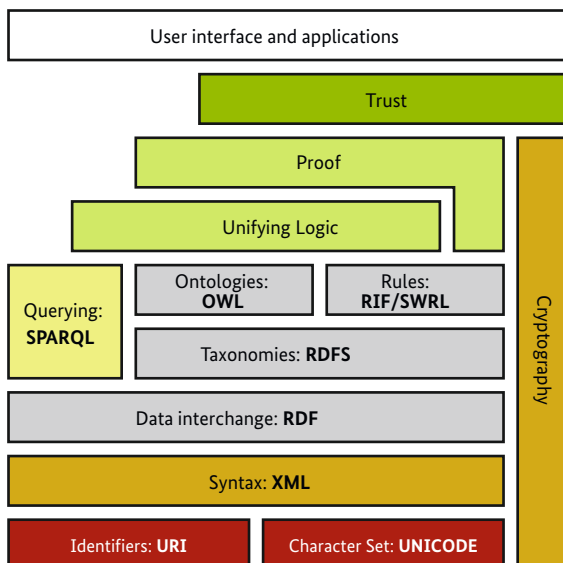 User interface and applications
Trust
Proof
Unifying Logic
Querying:
SPARQL
Ontologies:
OWL
Rules:
RIF/SWRL
Taxonomies: RDFS
Data interchange: RDF
Syntax: XML
Identifiers: URI
Character Set: UNICODE
Cryptography